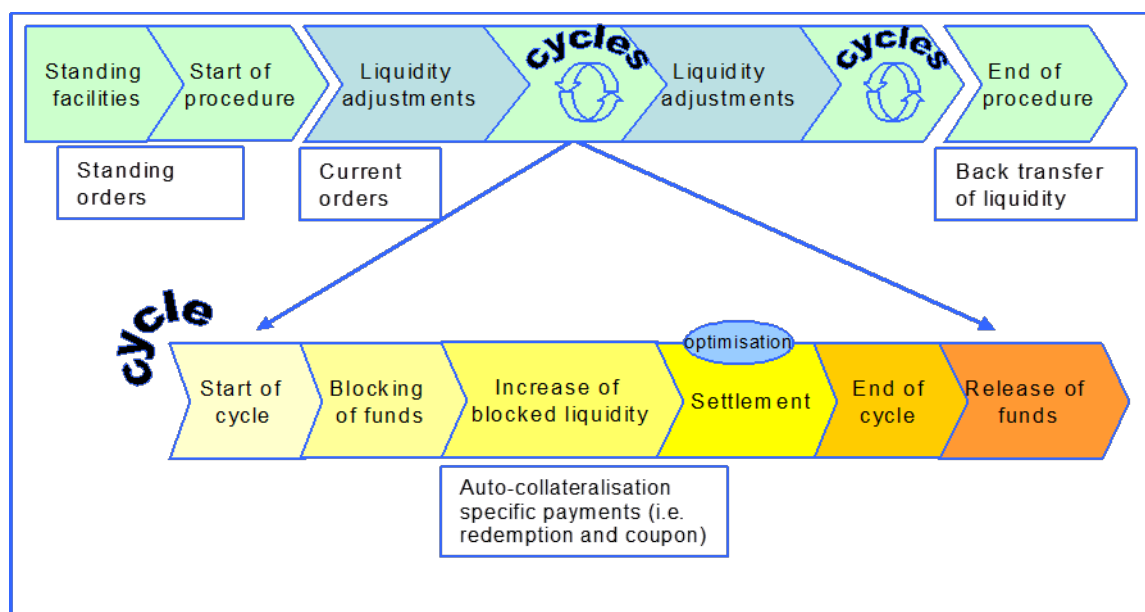 Standing
facilities
Start of
procedure
Liquidity
adjustments
cycles
Liquidity
adjustments
cycles
End of
procedure
Standing
orders
Current
orders
Back transfer
of liquidity
cycle
optimisation
Start of
cycle
Blocking
of funds
Increase of
blocked liquidity
Settlement
End of
cycle
Release of
funds
Auto-collateralisation
specific payments (i.e.
redemption and coupon)